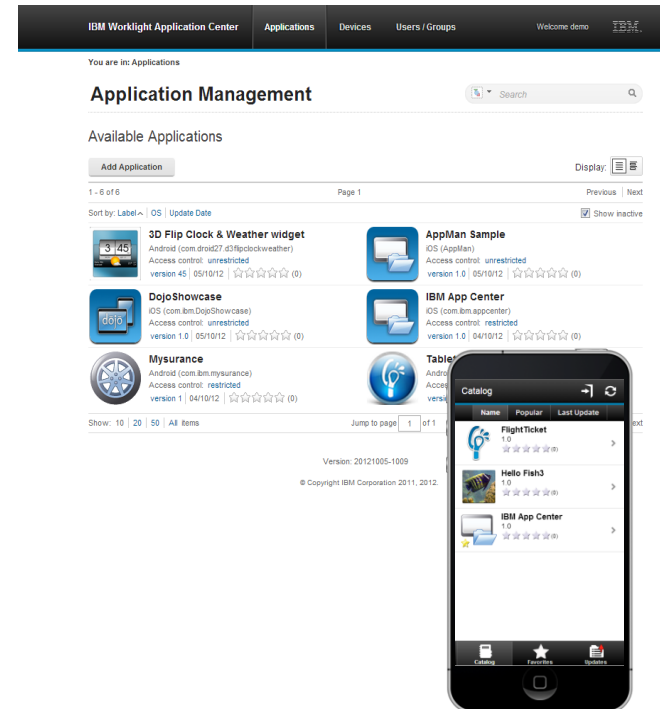 IBM Worklight Application Center Applications Devices Users / Groups Welcome demo IBM.
You are in: Applications
Application Management
Search
Available Applications
Add Application Display:
1 - 6 of 6 Page 1 Previous Next
Sort by: Label OS Update Date Show inactive
3D Flip Clock & Weather widget
Android (com.droid27.d3flipclockweather)
Access control: unrestricted
version 45 05/10/12 (0)
3 45
AppMan Sample
iOS (AppMan)
Access control: unrestricted
version 1.0 05/10/12 (0)
DojoShowcase
iOS (com.ibm.DojoShowcase)
Access control: unrestricted
version 1.0 05/10/12 (0)
dojo
IBM App Center
iOS (com.ibm.appcenter)
Access control: restricted
version 1.0 04/10/12 (0)
Mysurance
Android (com.ibm.mysurance)
Access control: restricted
version 1 04/10/12 (0)
Tablet
Andro
Acces
versi
Show: 10 20 50 All items Jump to page 1 of 1 ext
Version: 20121005-1009
© Copyright IBM Corporation 2011, 2012.
Catalog
Name Popular Last Update
FlightTicket
1.0
(0)
Hello Fish3
1.0
(0)
IBM App Center
1.0
(0)
Catalog Favorites Updates